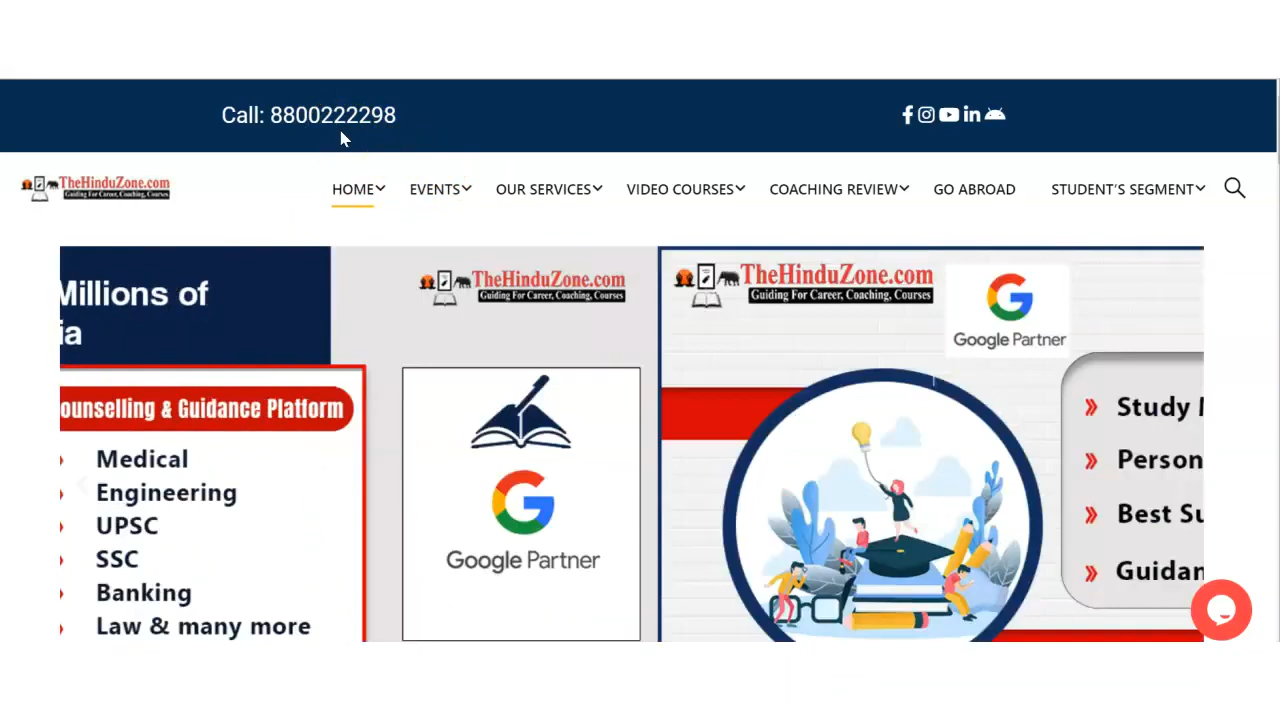 Call: 8800222298
TheHinduZone.com
Guiding For Career, Coaching, Courses
HOME EVENTS OUR SERVICES VIDEO COURSES COACHING REVIEW GO ABROAD STUDENT'S SEGMENT
Millions of
ia
ounselling & Guidance Platform
Medical
Engineering
UPSC
SSC
Banking
Law & many more
TheHinduZone.com
Guiding For Career, Coaching, Courses
Google Partner
TheHinduZone.com
Guiding For Career, Coaching, Courses
Google Partner
Study
Person
Best Su
Guidan